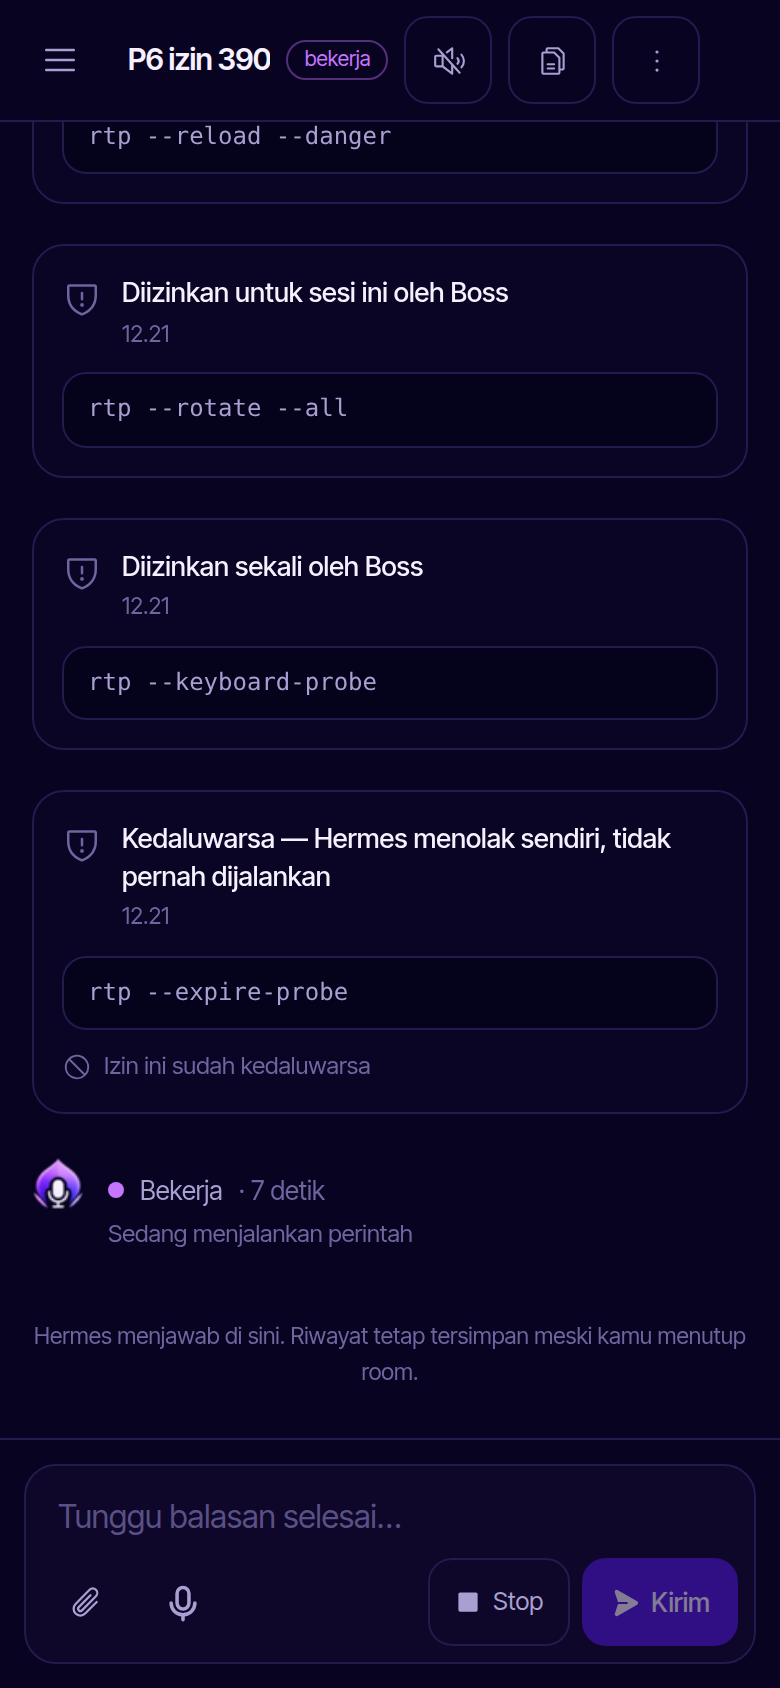 P6 izin 390 bekerja
rtp --reload --danger
Diizinkan untuk sesi ini oleh Boss
12.21
rtp --rotate --all
Diizinkan sekali oleh Boss
12.21
rtp --keyboard-probe
Kedaluwarsa — Hermes menolak sendiri, tidak
pernah dijalankan
12.21
rtp --expire-probe
Izin ini sudah kedaluwarsa
Bekerja · 7 detik
Sedang menjalankan perintah
Hermes menjawab di sini. Riwayat tetap tersimpan meski kamu menutup
room.
Tunggu balasan selesai...
Stop Kirim